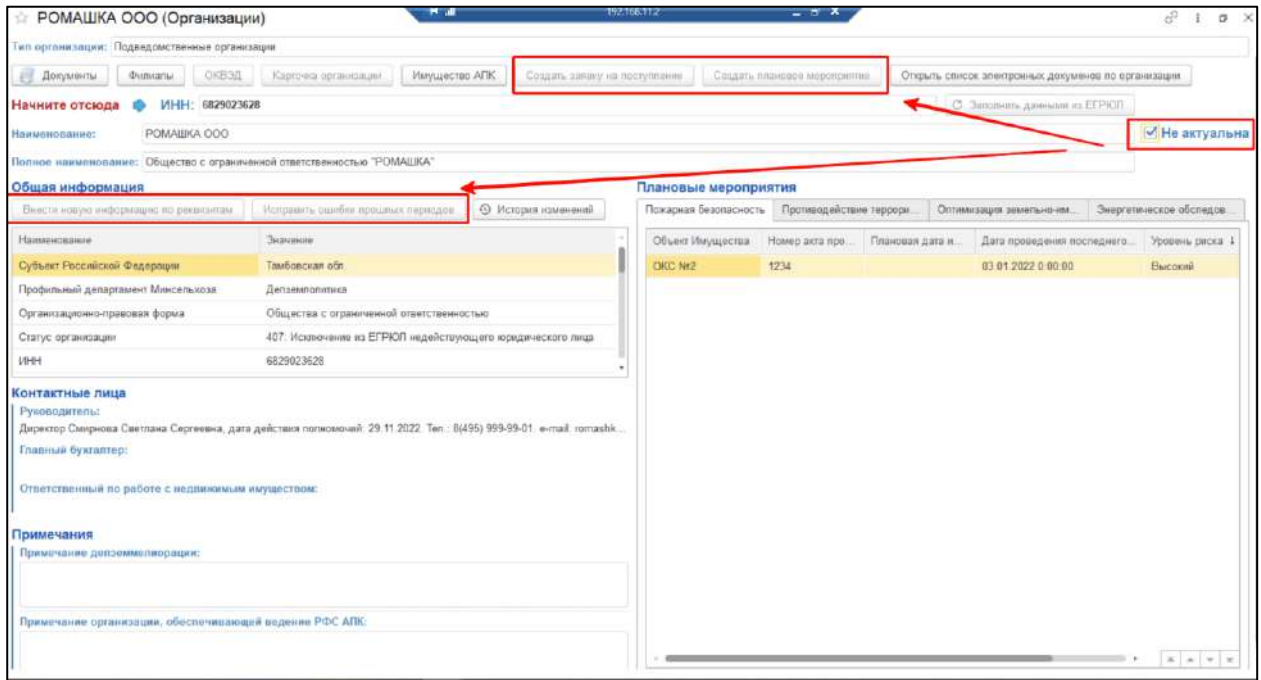 192.168.11.2
РОМАШКА ООО (Организации)
Тип организации: Подведомственные организации
Документы Филиалы ОКВЭД Карточка организации Имущество АПК Создать заявку на поступление Создать плановое мероприятие Открыть список электронных документов по организации
Начните отсюда ИНН: 6829023628 Заполнить данными из ЕГРЮЛ
Наименование: РОМАШКА ООО Не актуальна
Полное наименование: Общество с ограниченной ответственностью "РОМАШКА"
Общая информация
Внести новую информацию по реквизитам Исправить ошибки прошлых периодов История изменений
Наименование Значение
Субъект Российской Федерации Тамбовская обл
Профильный департамент Минсельхоза Депземполитика
Организационно-правовая форма Общества с ограниченной ответственностью
Статус организации 407: Исключение из ЕГРЮЛ недействующего юридического лица
ИНН 6829023628
Контактные лица
Руководитель:
Директор Смирнова Светлана Сергеевна, дата действия полномочий: 29.11.2022. Тел.: 8(495) 999-99-01. e-mail: romashk...
Главный бухгалтер:
Ответственный по работе с недвижимым имуществом:
Примечания
Примечание депземмелиорации:
Примечание организации, обеспечивающей ведение РФС АПК:
Плановые мероприятия
Пожарная безопасность Противодействие террори... Оптимизация земельно-им... Энергетическое обследов...
Объект Имущества Номер акта про... Плановая дата и... Дата проведения последнего... Уровень риска ↓
ОКС №2 1234 03.01.2022 0:00:00 Высокий